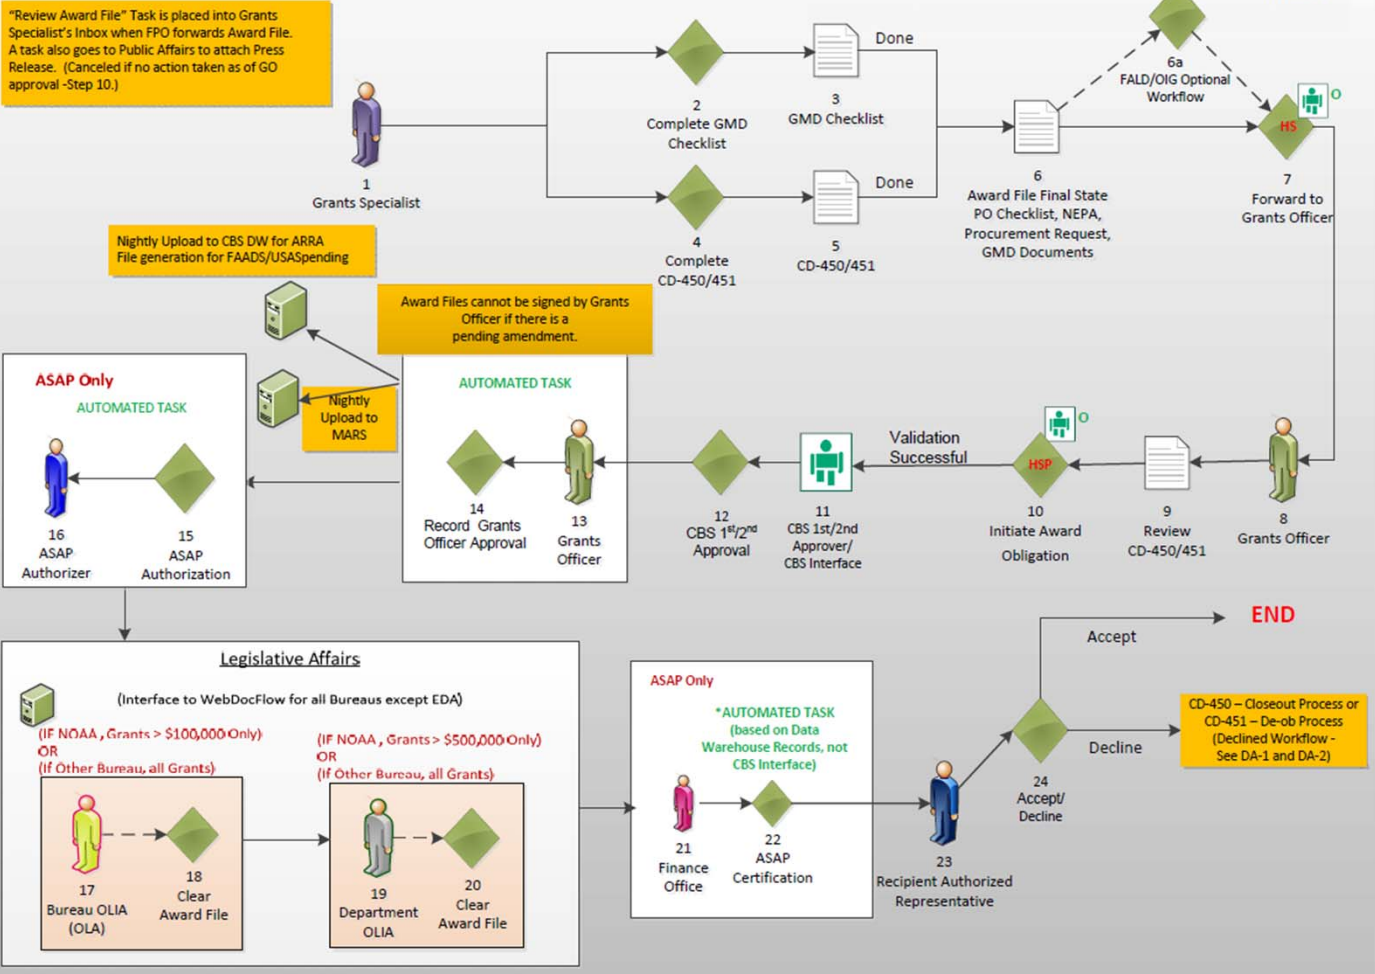 “Review Award File” Task is placed into Grants
Specialist’s Inbox when FPO forwards Award File.
A task also goes to Public Affairs to attach Press
Release.  (Canceled if no action taken as of GO
approval -Step 10.)
1
Grants Specialist
2
Complete GMD
Checklist
3
GMD Checklist
Done
4
Complete
CD-450/451
5
CD-450/451
Done
6
Award File Final State
PO Checklist, NEPA,
Procurement Request,
GMD Documents
6a
FALD/OIG Optional
Workflow
HS
O
7
Forward to
Grants Officer
Nightly Upload to CBS DW for ARRA
File generation for FAADS/USASpending
Award Files cannot be signed by Grants
Officer if there is a
pending amendment.
Nightly
Upload to
MARS
8
Grants Officer
9
Review
CD-450/451
HSP
O
10
Initiate Award
Obligation
Validation
Successful
11
CBS 1st/2nd
Approver/
CBS Interface
12
CBS 1st/2nd
Approval
AUTOMATED TASK
13
Grants
Officer
14
Record Grants
Officer Approval
ASAP Only
AUTOMATED TASK
15
ASAP
Authorization
16
ASAP
Authorizer
Legislative Affairs
(Interface to WebDocFlow for all Bureaus except EDA)
(IF NOAA , Grants > $100,000 Only)
OR
(If Other Bureau, all Grants)
17
Bureau OLIA
(OLA)
18
Clear
Award File
(IF NOAA , Grants > $500,000 Only)
OR
(If Other Bureau, all Grants)
19
Department
OLIA
20
Clear
Award File
ASAP Only
*AUTOMATED TASK
(based on Data
Warehouse Records, not
CBS Interface)
21
Finance
Office
22
ASAP
Certification
23
Recipient Authorized
Representative
24
Accept/
Decline
Accept
END
Decline
CD-450 – Closeout Process or
CD-451 – De-ob Process
(Declined Workflow -
See DA-1 and DA-2)